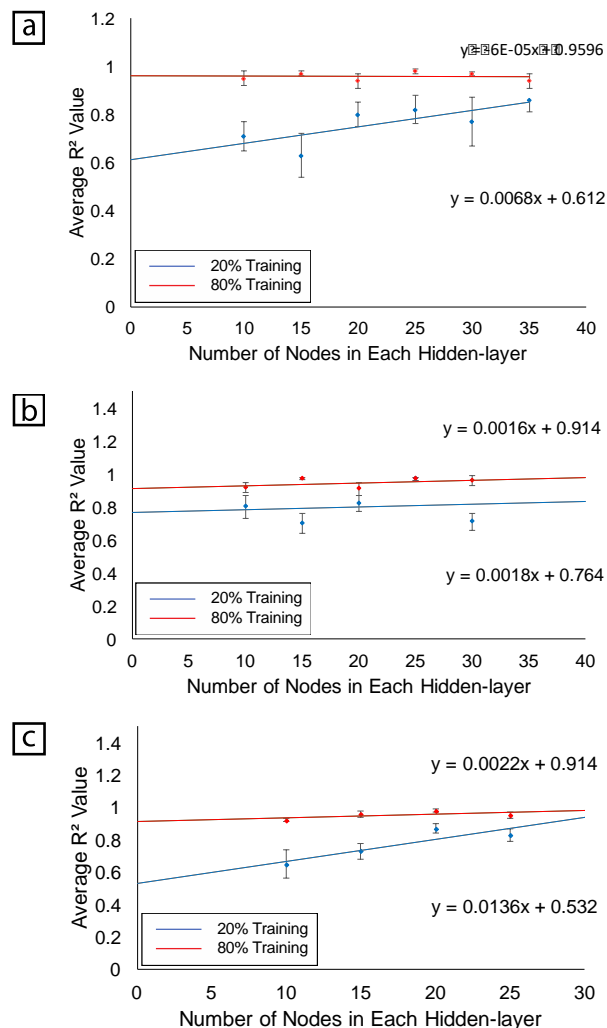 a
1.2
1
0.8
0.6
0.4
0.2
0
Average R² Value
0 5 10 15 20 25 30 35 40
Number of Nodes in Each Hidden-layer
6E-05x 0.9596
y = 0.0068x + 0.612
20% Training
80% Training
b
1.4
1.2
1
0.8
0.6
0.4
0.2
0
Average R² Value
0 5 10 15 20 25 30 35 40
Number of Nodes in Each Hidden-layer
y = 0.0016x + 0.914
y = 0.0018x + 0.764
20% Training
80% Training
c
1.4
1.2
1
0.8
0.6
0.4
0.2
0
Average R² Value
0 5 10 15 20 25 30
Number of Nodes in Each Hidden-layer
y = 0.0022x + 0.914
y = 0.0136x + 0.532
20% Training
80% Training